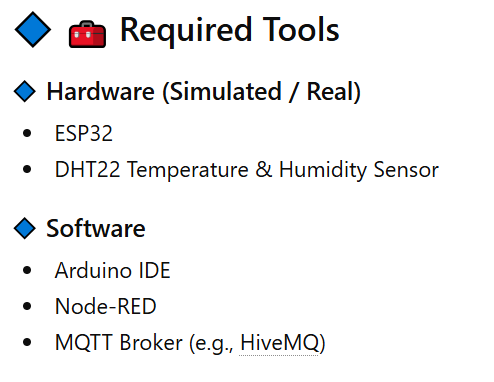 Required Tools
Hardware (Simulated / Real)
• ESP32
• DHT22 Temperature & Humidity Sensor
Software
• Arduino IDE
• Node-RED
• MQTT Broker (e.g., HiveMQ)